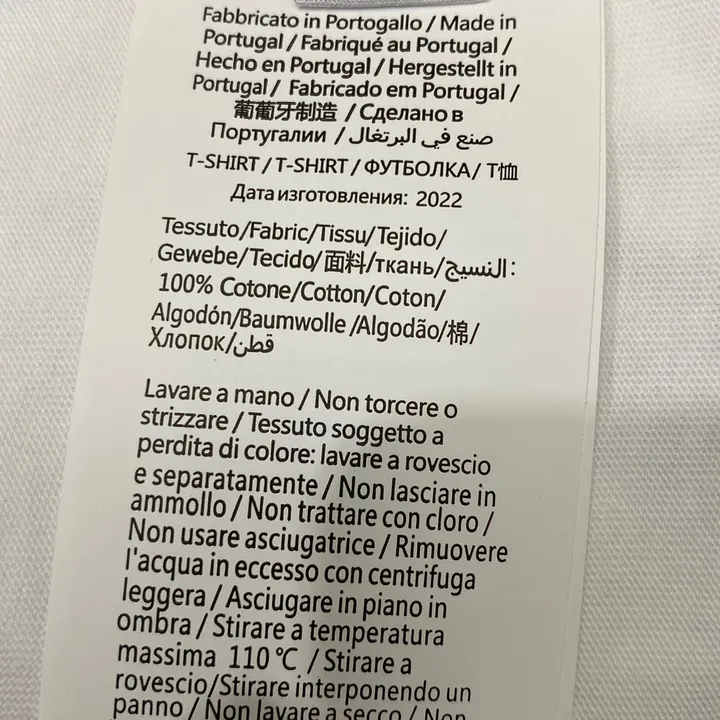 Fabbricato in Portogallo / Made in
Portugal / Fabriqué au Portugal /
Hecho en Portugal / Hergestellt in
Portugal / Fabricado em Portugal /
葡萄牙制造 / Сделано в
Португалии / صنع في البرتغال
T-SHIRT / T-SHIRT / ФУТБОЛКА / T恤
Дата изготовления: 2022
Tessuto/Fabric/Tissu/Tejido/
Gewebe/Tecido/面料/ткань/النسيج:
100% Cotone/Cotton/Coton/
Algodón/Baumwolle /Algodão/棉/
Хлопок/قطن
Lavare a mano / Non torcere o
strizzare / Tessuto soggetto a
perdita di colore: lavare a rovescio
e separatamente / Non lasciare in
ammollo / Non trattare con cloro /
Non usare asciugatrice / Rimuovere
l'acqua in eccesso con centrifuga
leggera / Asciugare in piano in
ombra / Stirare a temperatura
massima 110 °C / Stirare a
rovescio/Stirare interponendo un
panno / Non lavare a secco / Non